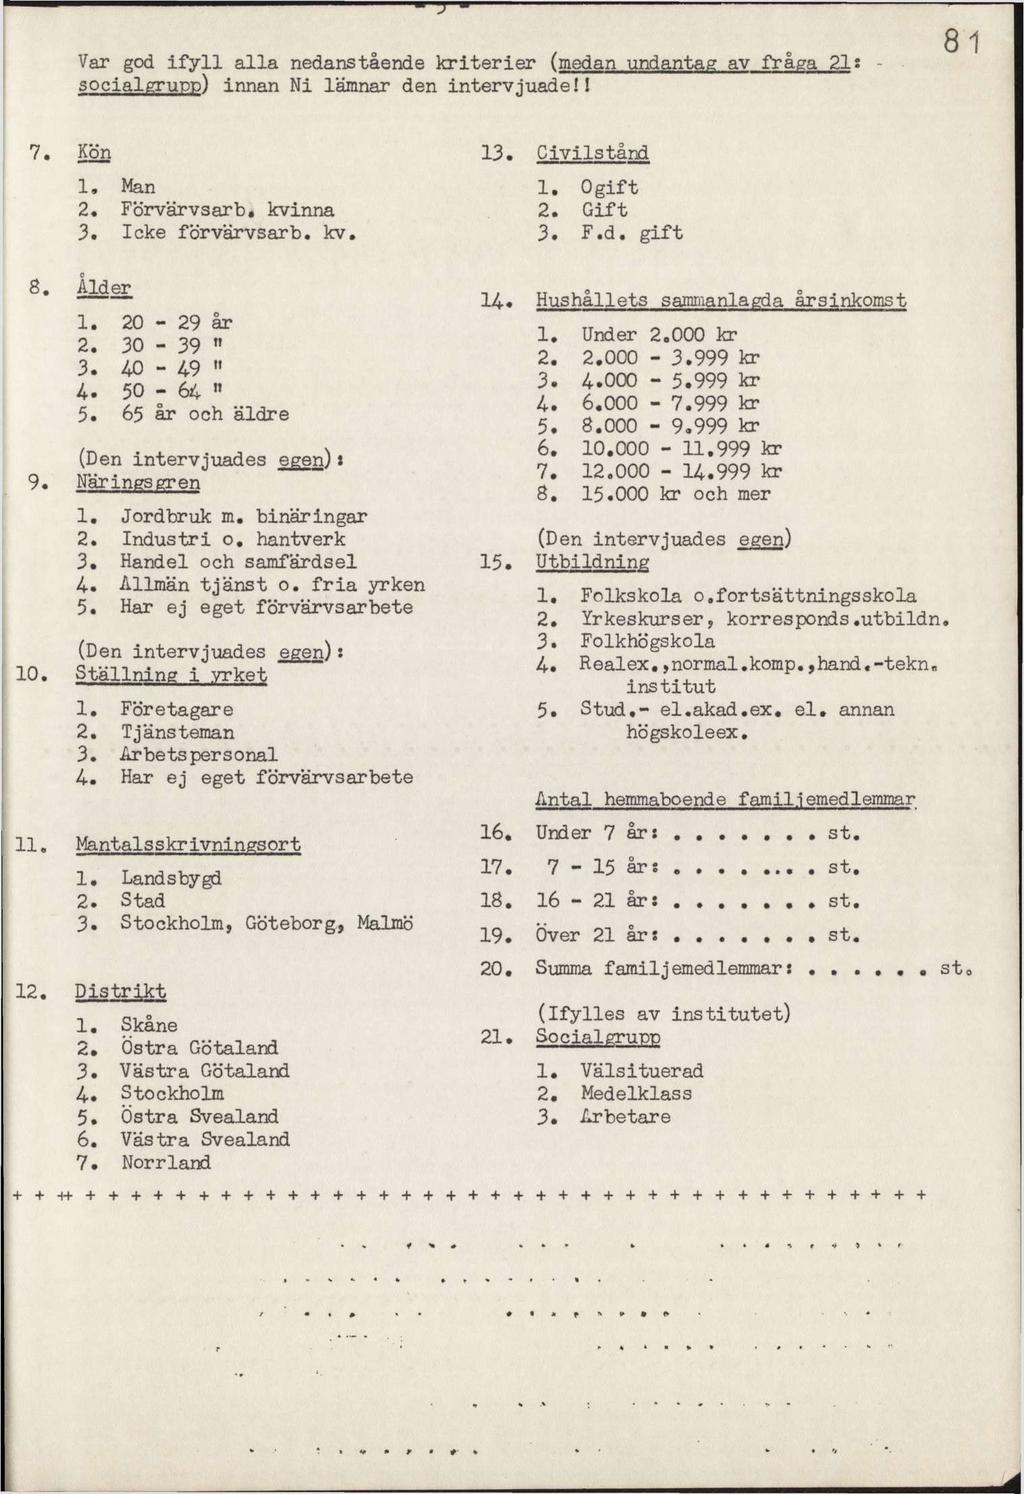 81
Var god ifyll alla nedanstående kriterier (medan undantag av fråga 21:
socialgrupp) innan Ni lämnar den intervjuade!!
7. Kön
1. Man
2. Förvärvsarb. kvinna
3. Icke förvärvsarb. kv.
8. Ålder
1. 20 - 29 år
2. 30 - 39 "
3. 40 - 49 "
4. 50 - 64 "
5. 65 år och äldre
(Den intervjuades egen):
9. Näringsgren
1. Jordbruk m. binäringar
2. Industri o. hantverk
3. Handel och samfärdsel
4. Allmän tjänst o. fria yrken
5. Har ej eget förvärvsarbete
(Den intervjuades egen):
10. Ställning i yrket
1. Företagare
2. Tjänsteman
3. Arbetspersonal
4. Har ej eget förvärvsarbete
11. Mantalsskrivningsort
1. Landsbygd
2. Stad
3. Stockholm, Göteborg, Malmö
12. Distrikt
1. Skåne
2. Östra Götaland
3. Västra Götaland
4. Stockholm
5. Östra Svealand
6. Västra Svealand
7. Norrland
13. Civilstånd
1. Ogift
2. Gift
3. F.d. gift
14. Hushållets sammanlagda årsinkomst
1. Under 2.000 kr
2. 2.000 - 3.999 kr
3. 4.000 - 5.999 kr
4. 6.000 - 7.999 kr
5. 8.000 - 9.999 kr
6. 10.000 - 11.999 kr
7. 12.000 - 14.999 kr
8. 15.000 kr och mer
(Den intervjuades egen)
15. Utbildning
1. Folkskola o.fortsättningsskola
2. Yrkeskurser, korresponds.utbildn.
3. Folkhögskola
4. Realex.,normal.komp.,hand.-tekn.
institut
5. Stud.- el.akad.ex. el. annan
högskoleex.
Antal hemmaboende familjemedlemmar
16. Under 7 år: . . . . . . . st.
17. 7 - 15 år: . . . . ... . st.
18. 16 - 21 år: . . . . . . . st.
19. Över 21 år: . . . . . . . st.
20. Summa familjemedlemmar: . . . . . . st.
(Ifylles av institutet)
21. Socialgrupp
1. Välsituerad
2. Medelklass
3. Arbetare
+ + ++ + + + + + + + + + + + + + + + + + + + + + + + + + + + + + + + + + + + + + +